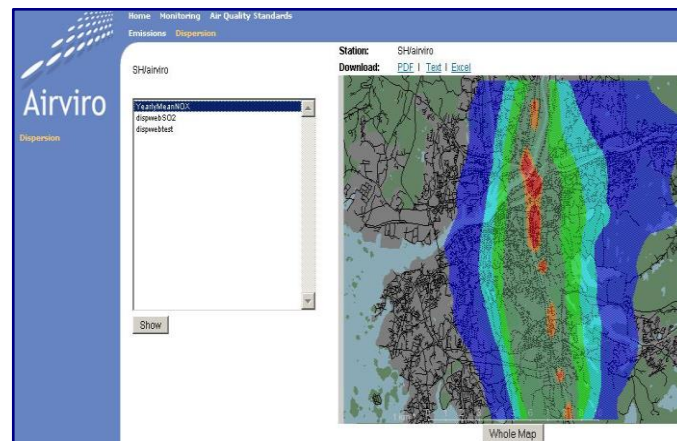 Home Monitoring Air Quality Standards
Emissions Dispersion
Airviro
Dispersion
SH/airviro
YearlyMeanNOX
dispwebSO2
dispwebtest
Show
Station: SH/airviro
Download: PDF | Text | Excel
Whole Map